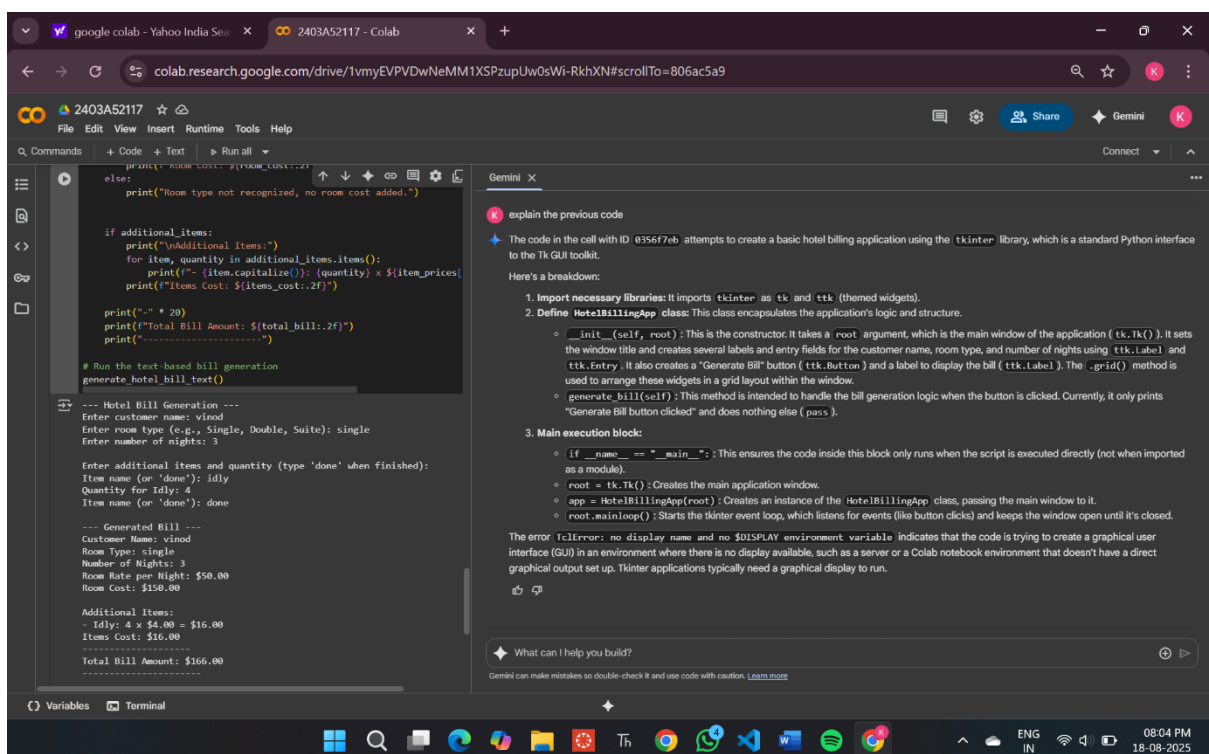 google colab - Yahoo India Sea
2403A52117 - Colab
colab.research.google.com/drive/1vmyEVPVDwNeMM1XSPzupUw0sWi-RkhXN#scrollTo=806ac5a9
K
2403A52117
File Edit View Insert Runtime Tools Help
Share
Gemini
K
Commands + Code + Text Run all
Connect
print(f"Room Cost: ${room_cost:.2f
else:
print("Room type not recognized, no room cost added.")
if additional_items:
print("\nAdditional Items:")
for item, quantity in additional_items.items():
print(f"- {item.capitalize()}: {quantity} x ${item_prices[
print(f"Items Cost: ${items_cost:.2f}")
print("-" * 20)
print(f"Total Bill Amount: ${total_bill:.2f}")
print("----------------------")
# Run the text-based bill generation
generate_hotel_bill_text()
--- Hotel Bill Generation ---
Enter customer name: vinod
Enter room type (e.g., Single, Double, Suite): single
Enter number of nights: 3
Enter additional items and quantity (type 'done' when finished):
Item name (or 'done'): idly
Quantity for Idly: 4
Item name (or 'done'): done
--- Generated Bill ---
Customer Name: vinod
Room Type: single
Number of Nights: 3
Room Rate per Night: $50.00
Room Cost: $150.00
Additional Items:
- Idly: 4 x $4.00 = $16.00
Items Cost: $16.00
--------------------
Total Bill Amount: $166.00
----------------------
Gemini
K explain the previous code
The code in the cell with ID 0356f7eb attempts to create a basic hotel billing application using the tkinter library, which is a standard Python interface
to the Tk GUI toolkit.
Here's a breakdown:
1. Import necessary libraries: It imports tkinter as tk and ttk (themed widgets).
2. Define HotelBillingApp class: This class encapsulates the application's logic and structure.
__init__(self, root): This is the constructor. It takes a root argument, which is the main window of the application ( tk.Tk() ). It sets
the window title and creates several labels and entry fields for the customer name, room type, and number of nights using ttk.Label and
ttk.Entry. It also creates a "Generate Bill" button ( ttk.Button ) and a label to display the bill ( ttk.Label ). The .grid() method is
used to arrange these widgets in a grid layout within the window.
generate_bill(self): This method is intended to handle the bill generation logic when the button is clicked. Currently, it only prints
"Generate Bill button clicked" and does nothing else ( pass ).
3. Main execution block:
if __name__ == "__main__": : This ensures the code inside this block only runs when the script is executed directly (not when imported
as a module).
root = tk.Tk() : Creates the main application window.
app = HotelBillingApp(root) : Creates an instance of the HotelBillingApp class, passing the main window to it.
root.mainloop() : Starts the tkinter event loop, which listens for events (like button clicks) and keeps the window open until it's closed.
The error TclError: no display name and no $DISPLAY environment variable indicates that the code is trying to create a graphical user
interface (GUI) in an environment where there is no display available, such as a server or a Colab notebook environment that doesn't have a direct
graphical output set up. Tkinter applications typically need a graphical display to run.
What can I help you build?
Gemini can make mistakes so double-check it and use code with caution. Learn more
Variables Terminal
ENG
IN
08:04 PM
18-08-2025